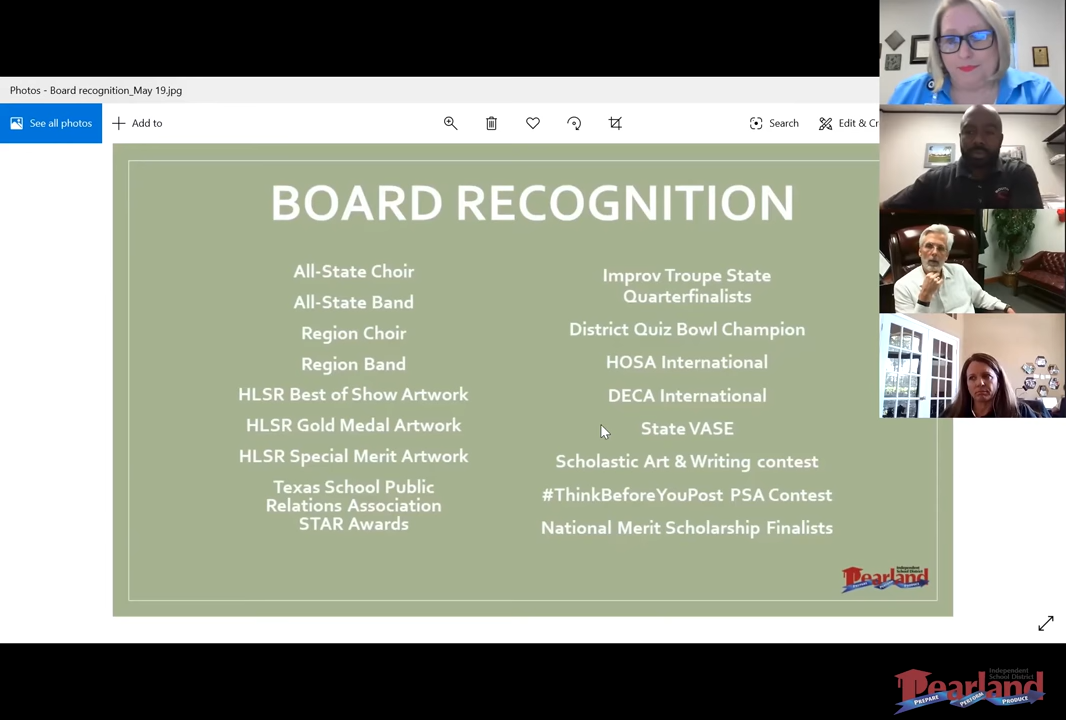 Photos - Board recognition_May 19.jpg
See all photos
Add to
Search
Edit & Cr
BOARD RECOGNITION
All-State Choir
All-State Band
Region Choir
Region Band
HLSR Best of Show Artwork
HLSR Gold Medal Artwork
HLSR Special Merit Artwork
Texas School Public
Relations Association
STAR Awards
Improv Troupe State
Quarterfinalists
District Quiz Bowl Champion
HOSA International
DECA International
State VASE
Scholastic Art & Writing contest
#ThinkBeforeYouPost PSA Contest
National Merit Scholarship Finalists
Independent
School District
Pearland
Independent
School District
Pearland
PREPARE PERFORM PRODUCE